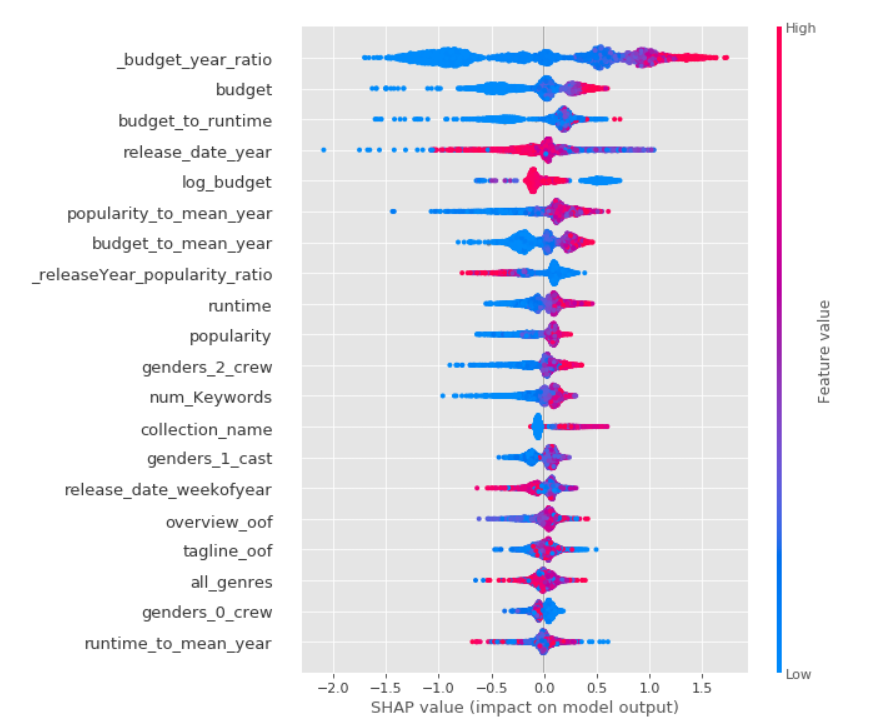 High
_budget_year_ratio
budget
budget_to_runtime
release_date_year
log_budget
popularity_to_mean_year
budget_to_mean_year
_releaseYear_popularity_ratio
runtime
popularity
genders_2_crew
num_Keywords
collection_name
genders_1_cast
release_date_weekofyear
overview_oof
tagline_oof
all_genres
genders_0_crew
runtime_to_mean_year
Feature value
Low
−2.0 −1.5 −1.0 −0.5 0.0 0.5 1.0 1.5
SHAP value (impact on model output)